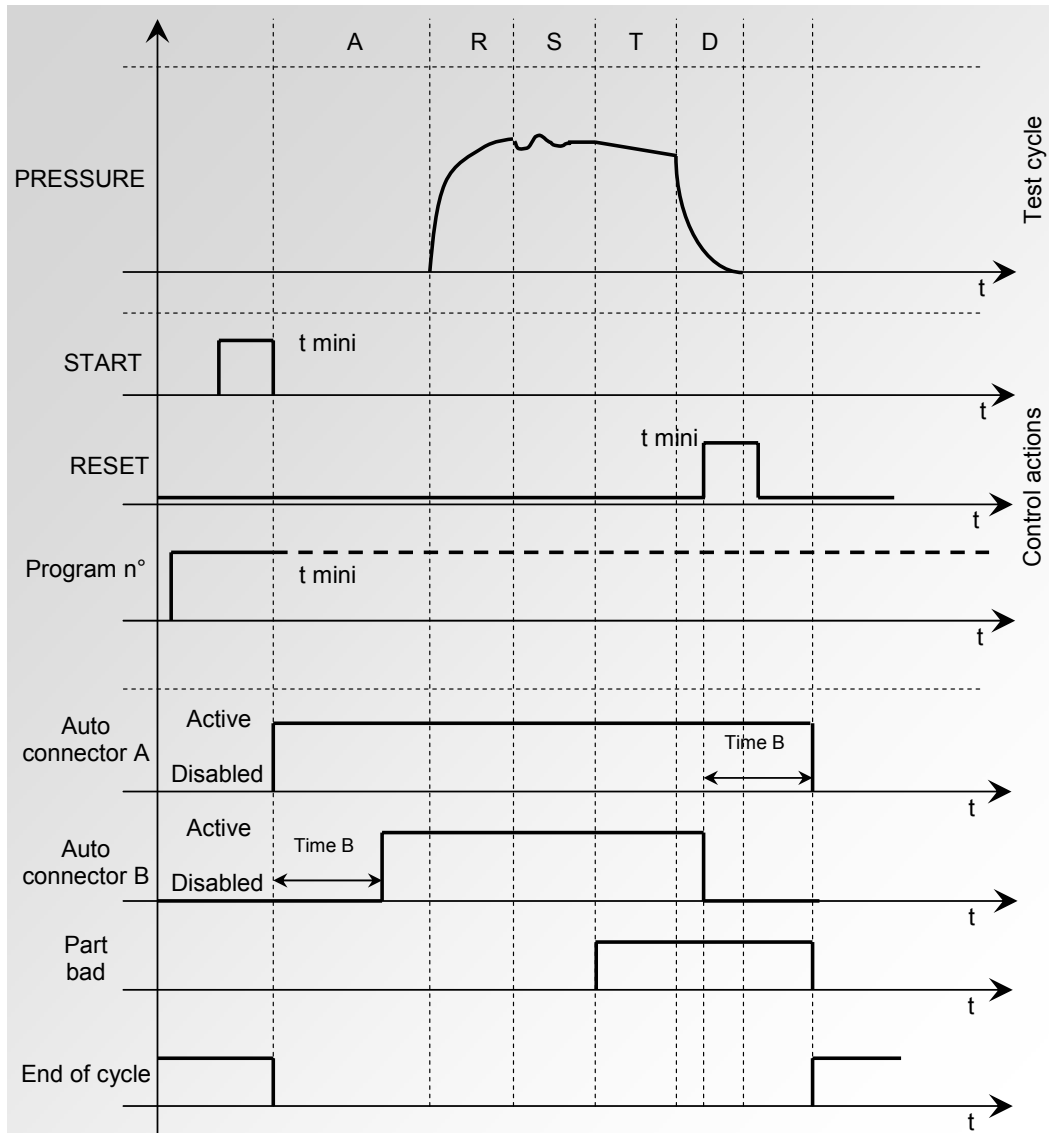 A R S T D
PRESSURE
t
Test cycle
START
t mini
t
RESET
t mini
t
Control actions
Program n°
t mini
t
Auto
connector A
Active
Disabled
Time B
t
Auto
connector B
Active
Disabled
Time B
t
Part
bad
t
End of cycle
t